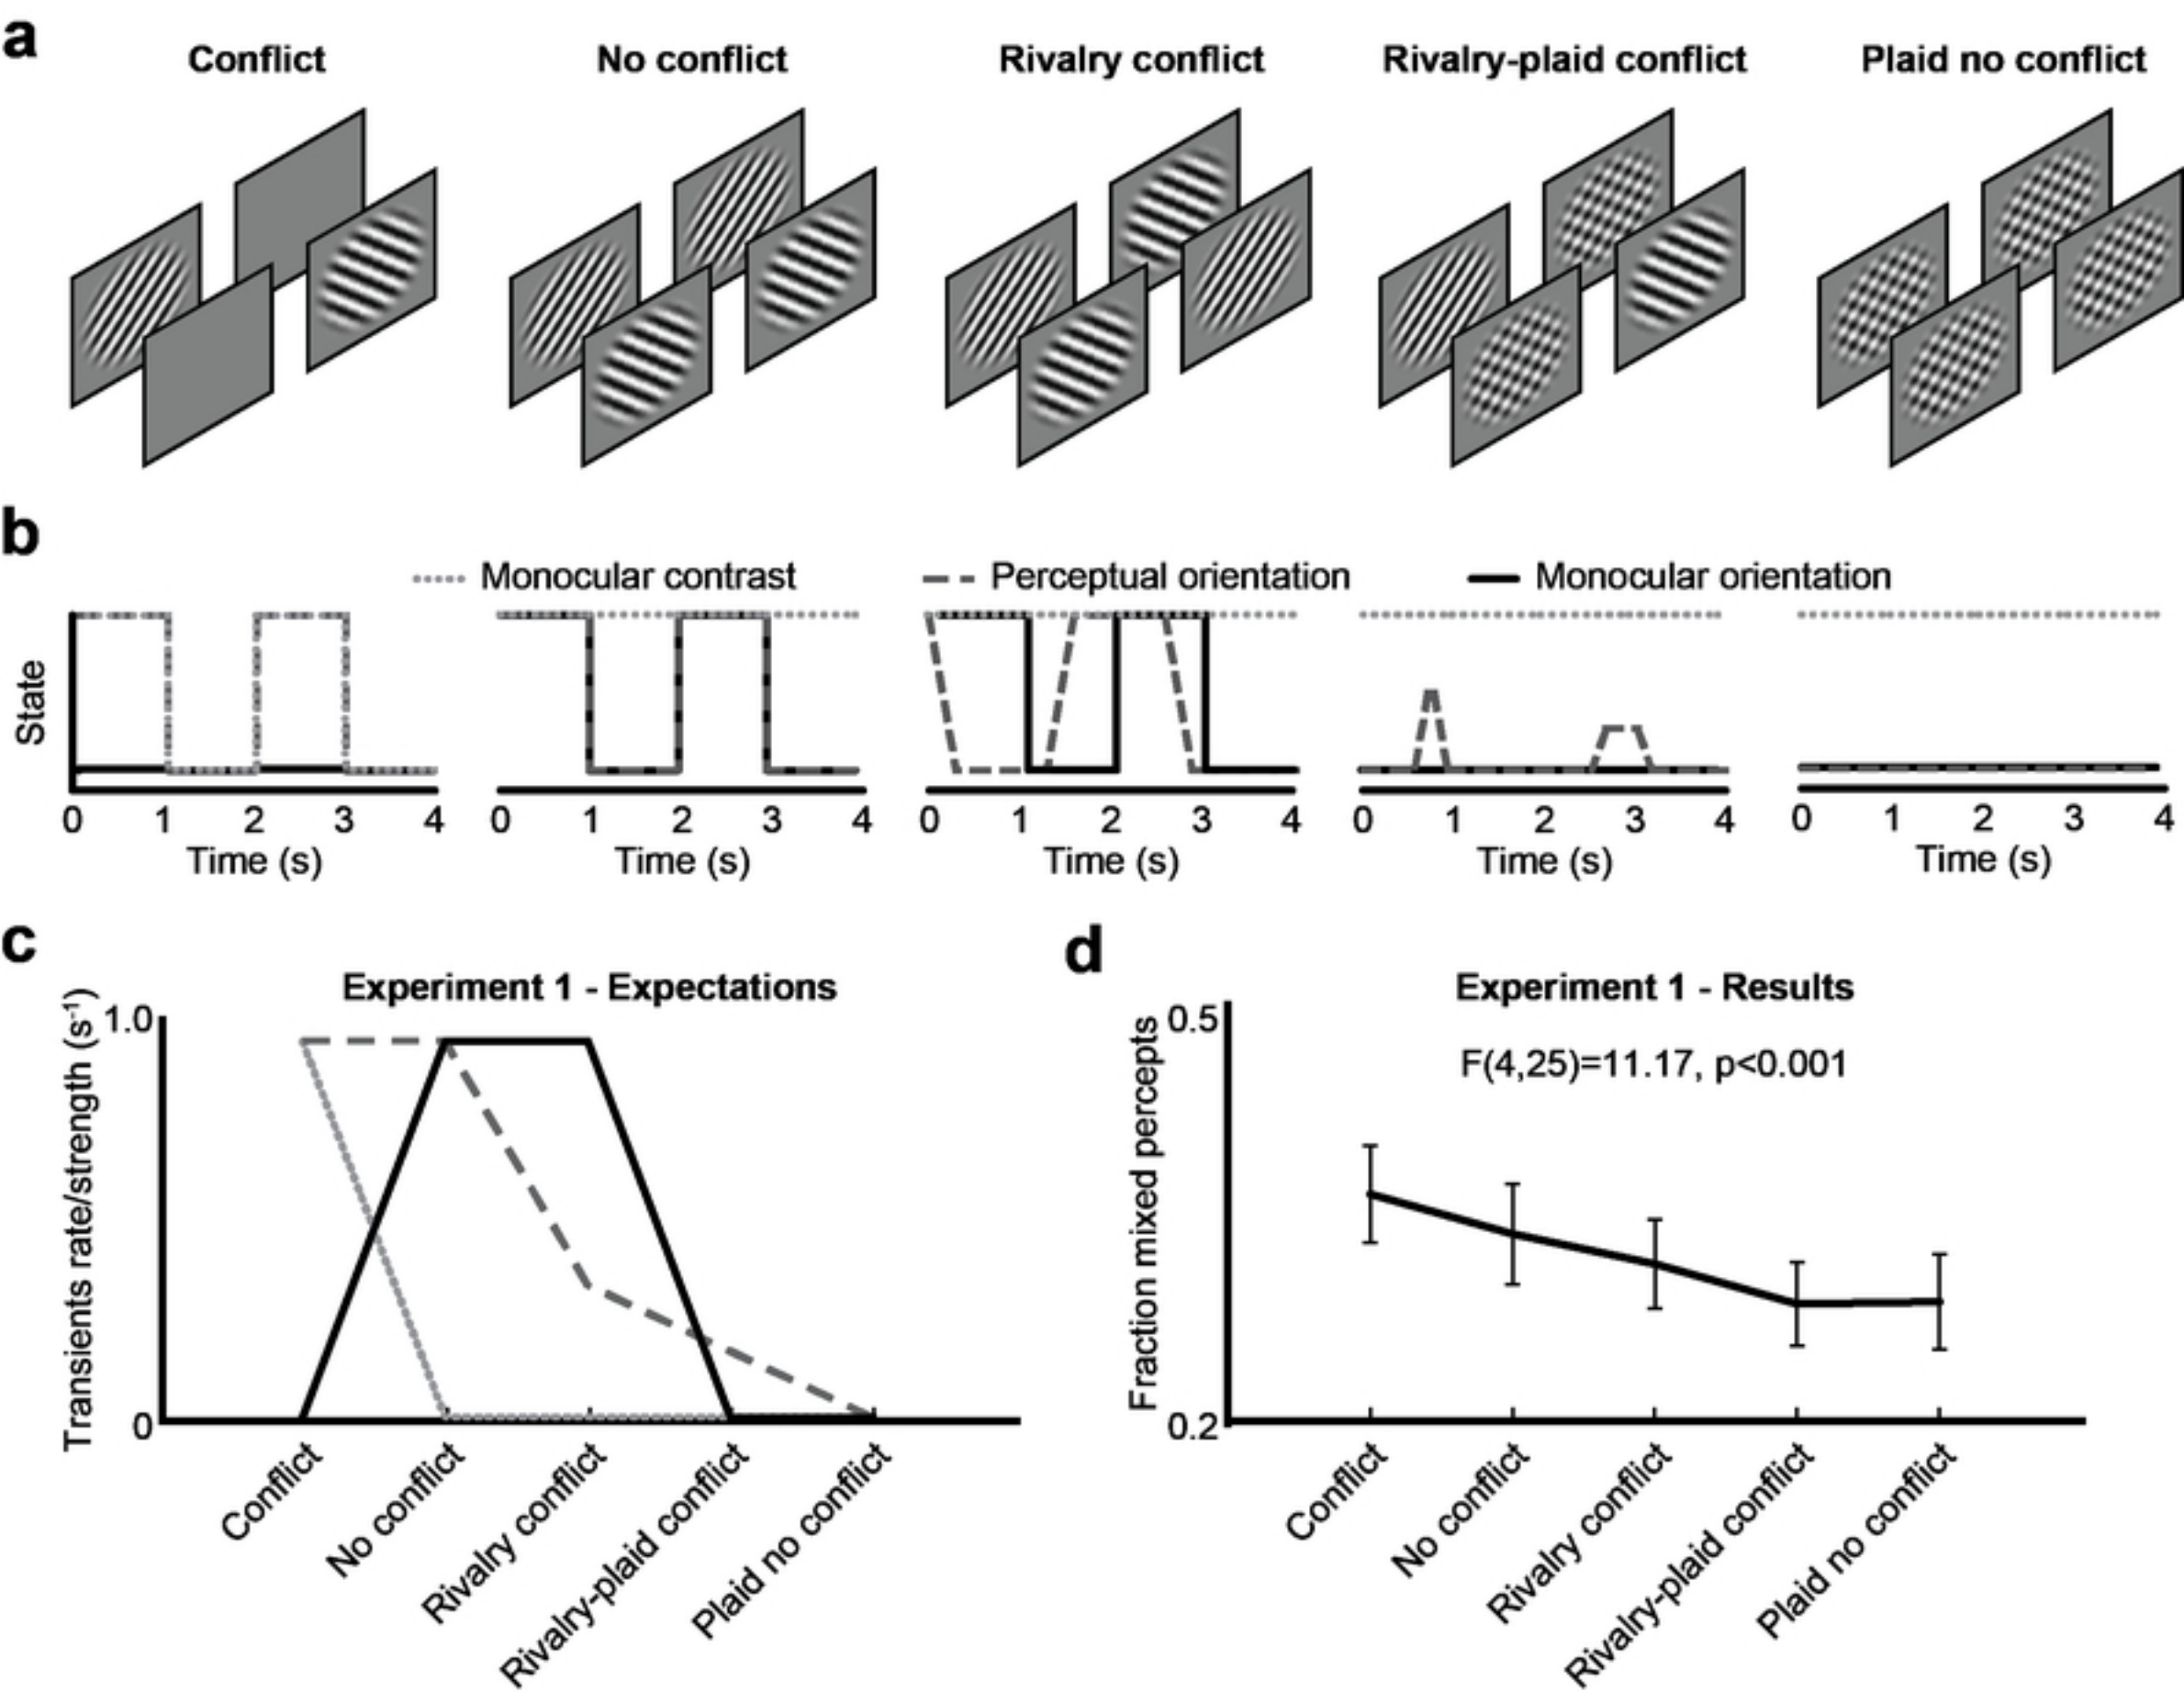 a
Conflict No conflict Rivalry conflict Rivalry-plaid conflict Plaid no conflict
b
Monocular contrast Perceptual orientation Monocular orientation
State
0 1 2 3 4 0 1 2 3 4 0 1 2 3 4 0 1 2 3 4 0 1 2 3 4
Time (s) Time (s) Time (s) Time (s) Time (s)
c
Experiment 1 - Expectations
Transients rate/strength (s⁻¹)
1.0
0
Conflict
No conflict
Rivalry conflict
Rivalry-plaid conflict
Plaid no conflict
d
Experiment 1 - Results
F(4,25)=11.17, p<0.001
Fraction mixed percepts
0.5
0.2
Conflict
No conflict
Rivalry conflict
Rivalry-plaid conflict
Plaid no conflict